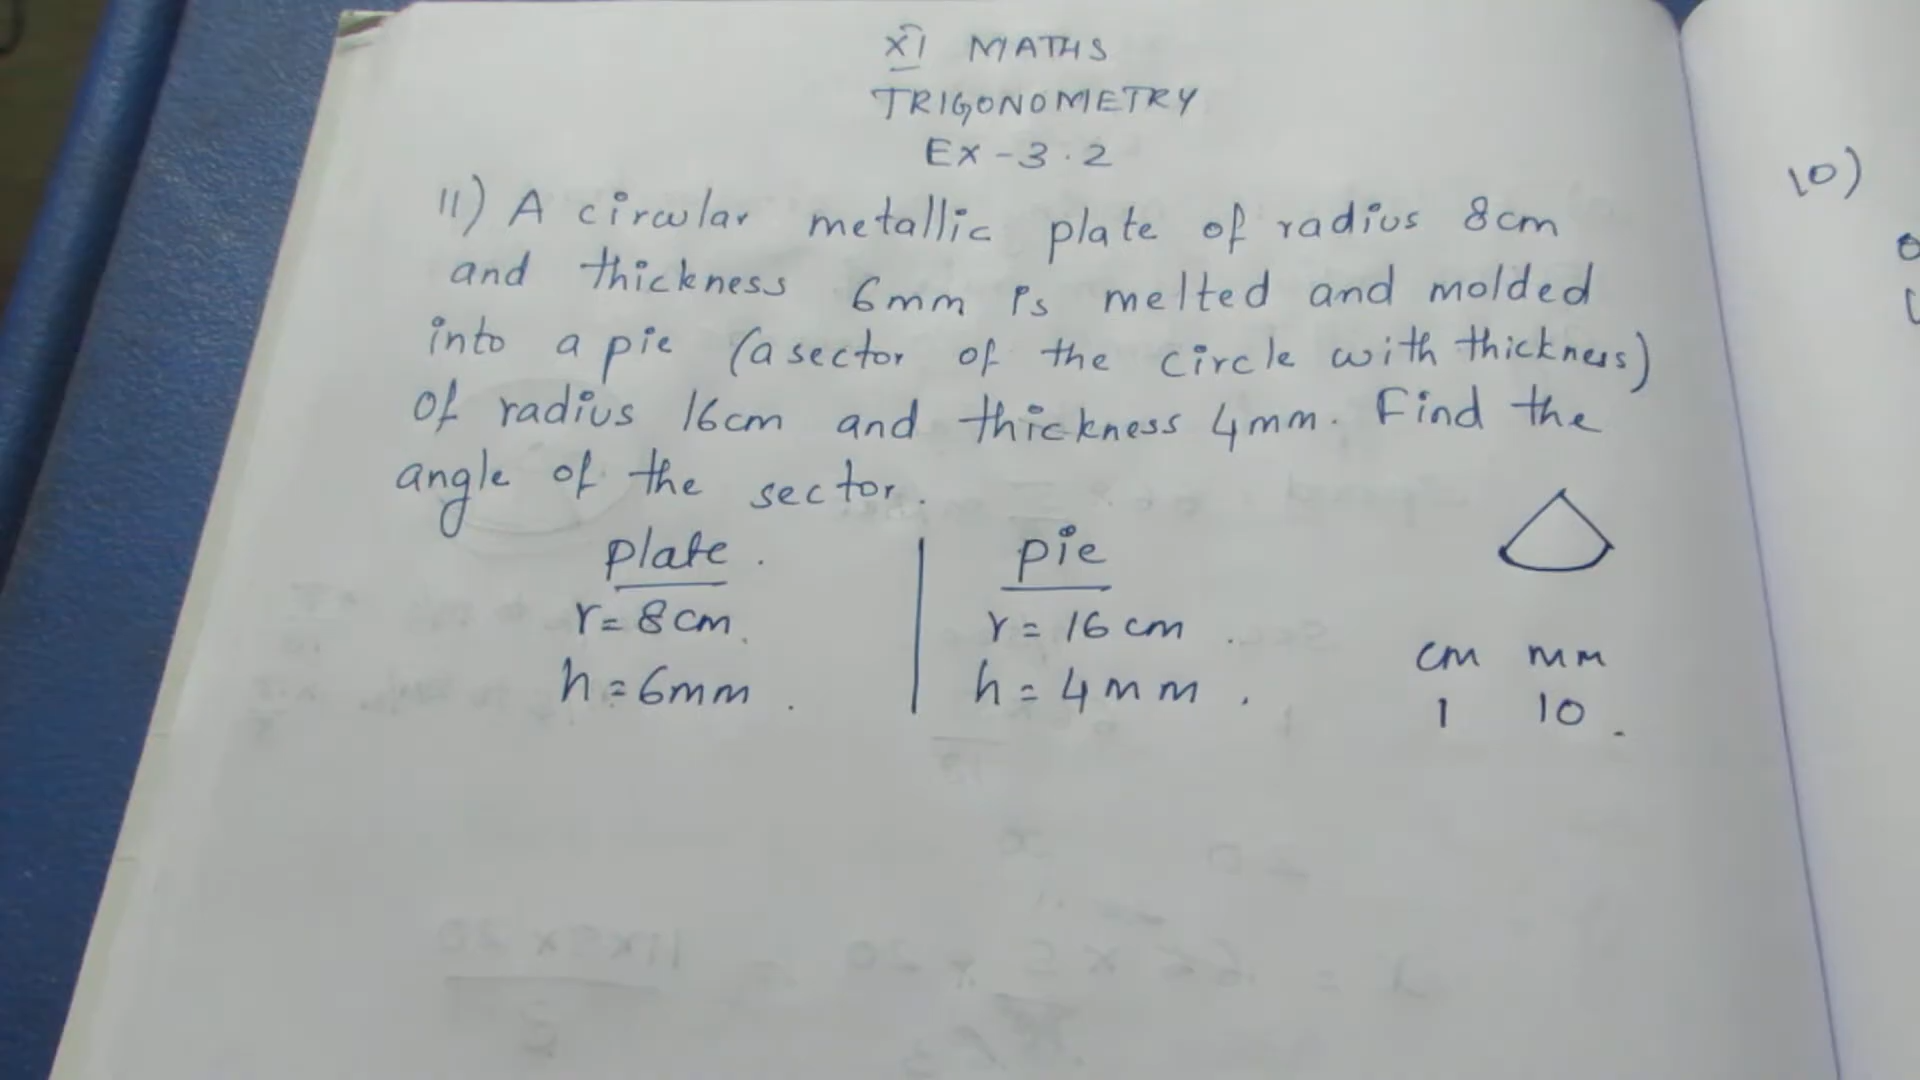 XI MATHS
TRIGONOMETRY
EX-3.2
11) A circular metallic plate of radius 8cm
and thickness 6mm is melted and molded
into a pie (a sector of the circle with thickness)
of radius 16cm and thickness 4mm. Find the
angle of the sector.
plate. pie
r=8cm. r=16cm.
h=6mm. h=4mm.
cm mm
1 10.
10)